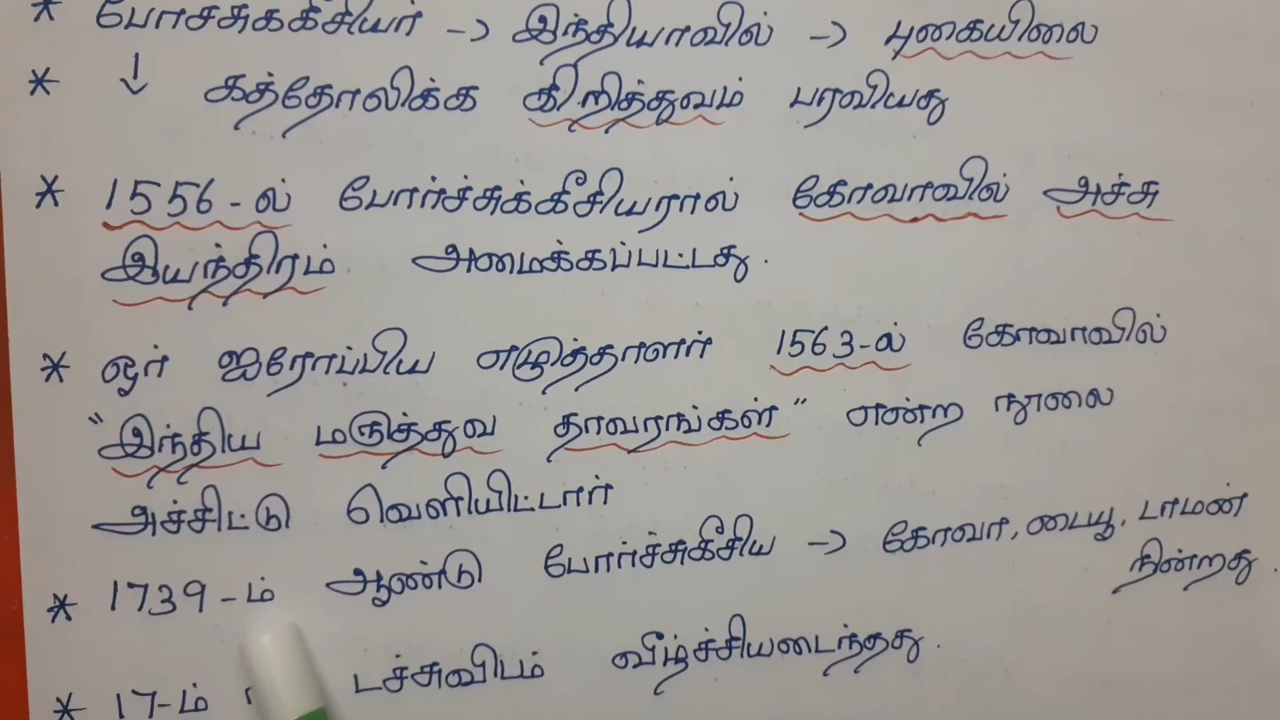 * போர்சுகீசியர் -> இந்தியாவில் -> புகையிலை
* ↓ கத்தோலிக்க கிறித்துவம் பரவியது
* 1556-ல் போர்ச்சுக்கீசியரால் கோவாவில் அச்சு
இயந்திரம் அமைக்கப்பட்டது.
* ஓர் ஐரோப்பிய எழுத்தாளர் 1563-ல் கோவாவில்
"இந்திய மருத்துவ தாவரங்கள்" என்ற நூலை
அச்சிட்டு வெளியிட்டார்
* 1739-ம் ஆண்டு போர்ச்சுகீசிய -> கோவா, டையூ, டாமன்
நின்றது.
* 17-ம் டச்சுவிடம் வீழ்ச்சியடைந்தது.